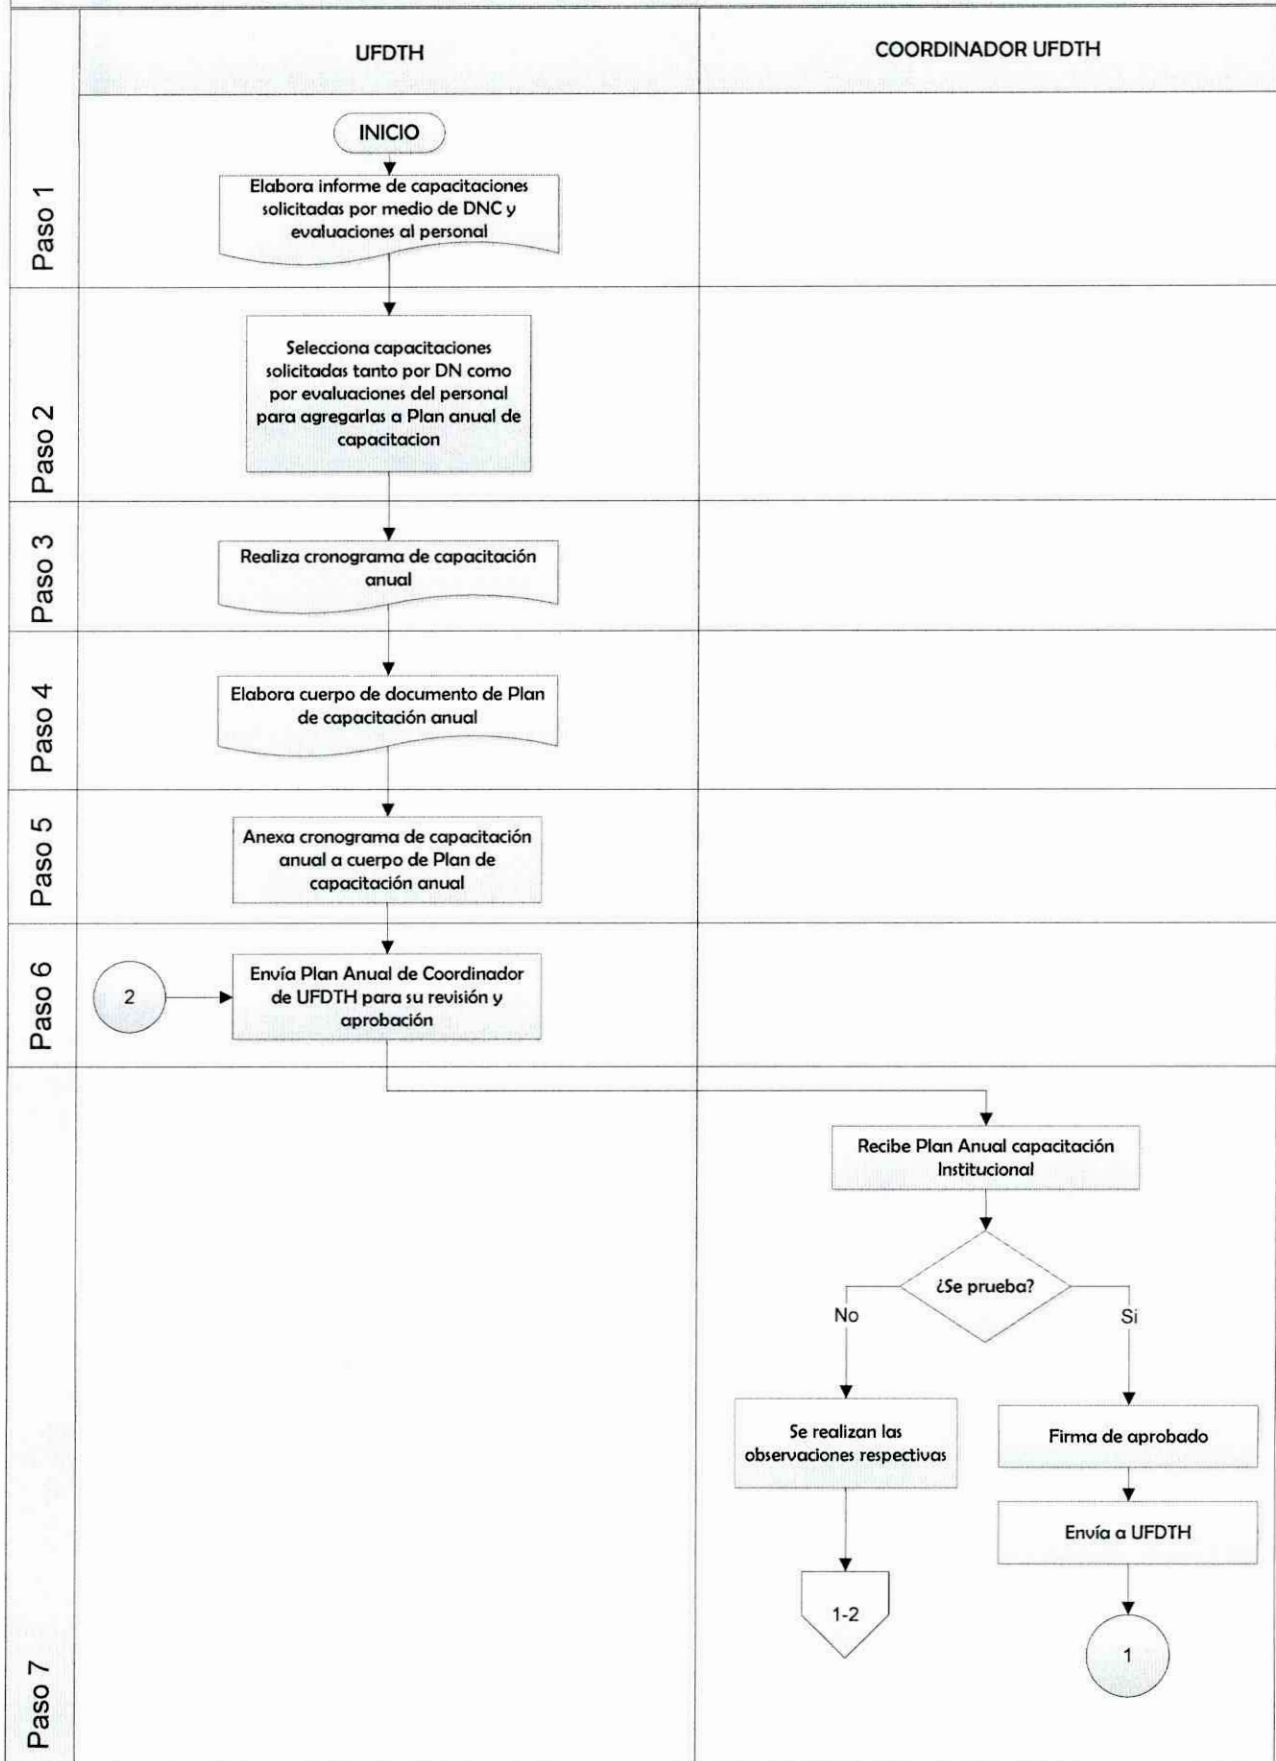 UFDTH
COORDINADOR UFDTH
Paso 1
INICIO
Elabora informe de capacitaciones
solicitadas por medio de DNC y
evaluaciones al personal
Paso 2
Selecciona capacitaciones
solicitadas tanto por DN como
por evaluaciones del personal
para agregarlas a Plan anual de
capacitacion
Paso 3
Realiza cronograma de capacitación
anual
Paso 4
Elabora cuerpo de documento de Plan
de capacitación anual
Paso 5
Anexa cronograma de capacitación
anual a cuerpo de Plan de
capacitación anual
Paso 6
2
Envía Plan Anual de Coordinador
de UFDTH para su revisión y
aprobación
Paso 7
Recibe Plan Anual capacitación
Institucional
¿Se prueba?
No
Si
Se realizan las
observaciones respectivas
Firma de aprobado
Envía a UFDTH
1-2
1